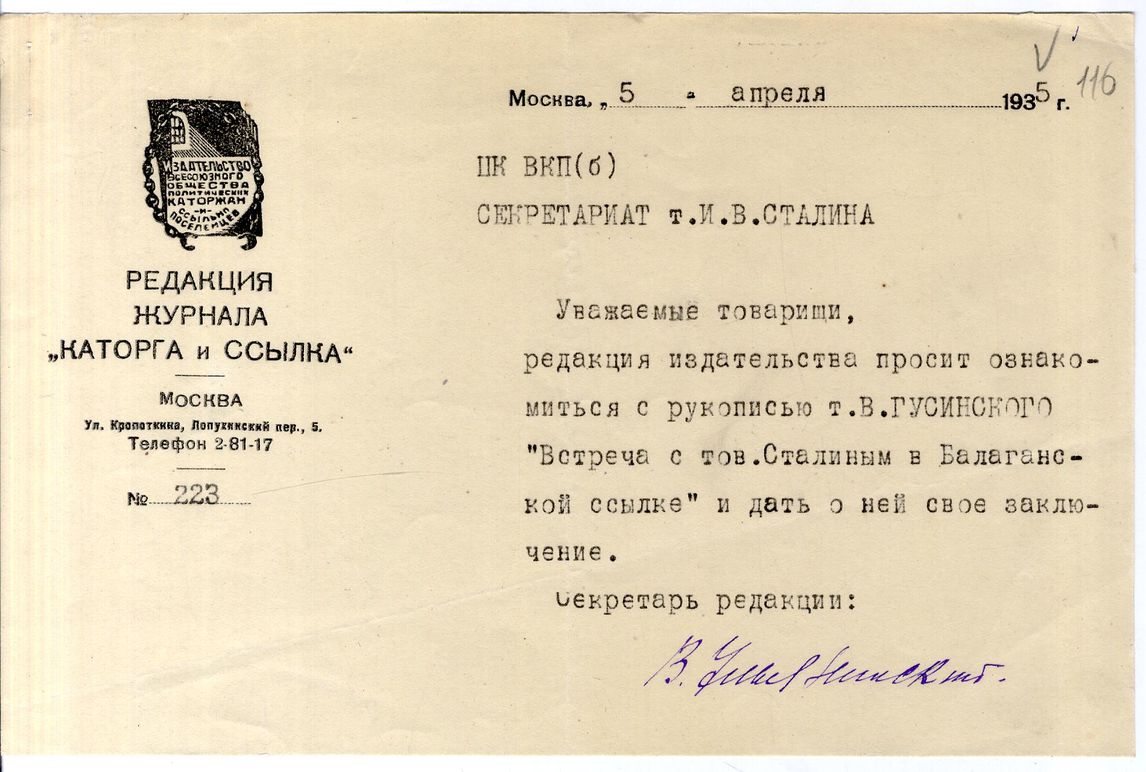 116
Москва, „ 5 " апреля 1935 г.
ИЗДАТЕЛЬСТВО
ВСЕСОЮЗНОГО
ОБЩЕСТВА
ПОЛИТИЧЕСКИХ
КАТОРЖАН
-И-
ССЫЛЬНО
ПОСЕЛЕНЦЕВ
РЕДАКЦИЯ
ЖУРНАЛА
„КАТОРГА и ССЫЛКА“
МОСКВА
Ул. Кропоткина, Лопухинский пер., 5.
Телефон 2-81-17
№ 223
ЦК ВКП(б)
СЕКРЕТАРИАТ т.И.В.СТАЛИНА
Уважаемые товарищи,
редакция издательства просит ознако-
миться с рукописью т.В.ГУСИНСКОГО
"Встреча с тов.Сталиным в Балаганс-
кой ссылке" и дать о ней свое заклю-
чение.
Секретарь редакции:
В.